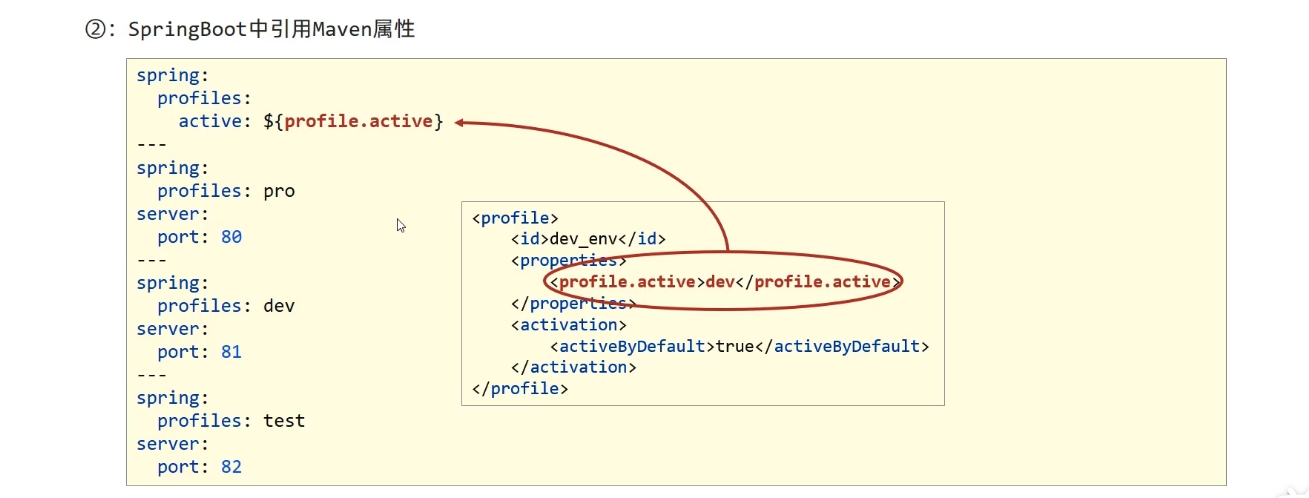 ②：SpringBoot中引用Maven属性
spring:
  profiles:
    active: ${profile.active}
---
spring:
  profiles: pro
server:
  port: 80
---
spring:
  profiles: dev
server:
  port: 81
---
spring:
  profiles: test
server:
  port: 82
<profile>
    <id>dev_env</id>
    <properties>
        <profile.active>dev</profile.active>
    </properties>
    <activation>
        <activeByDefault>true</activeByDefault>
    </activation>
</profile>